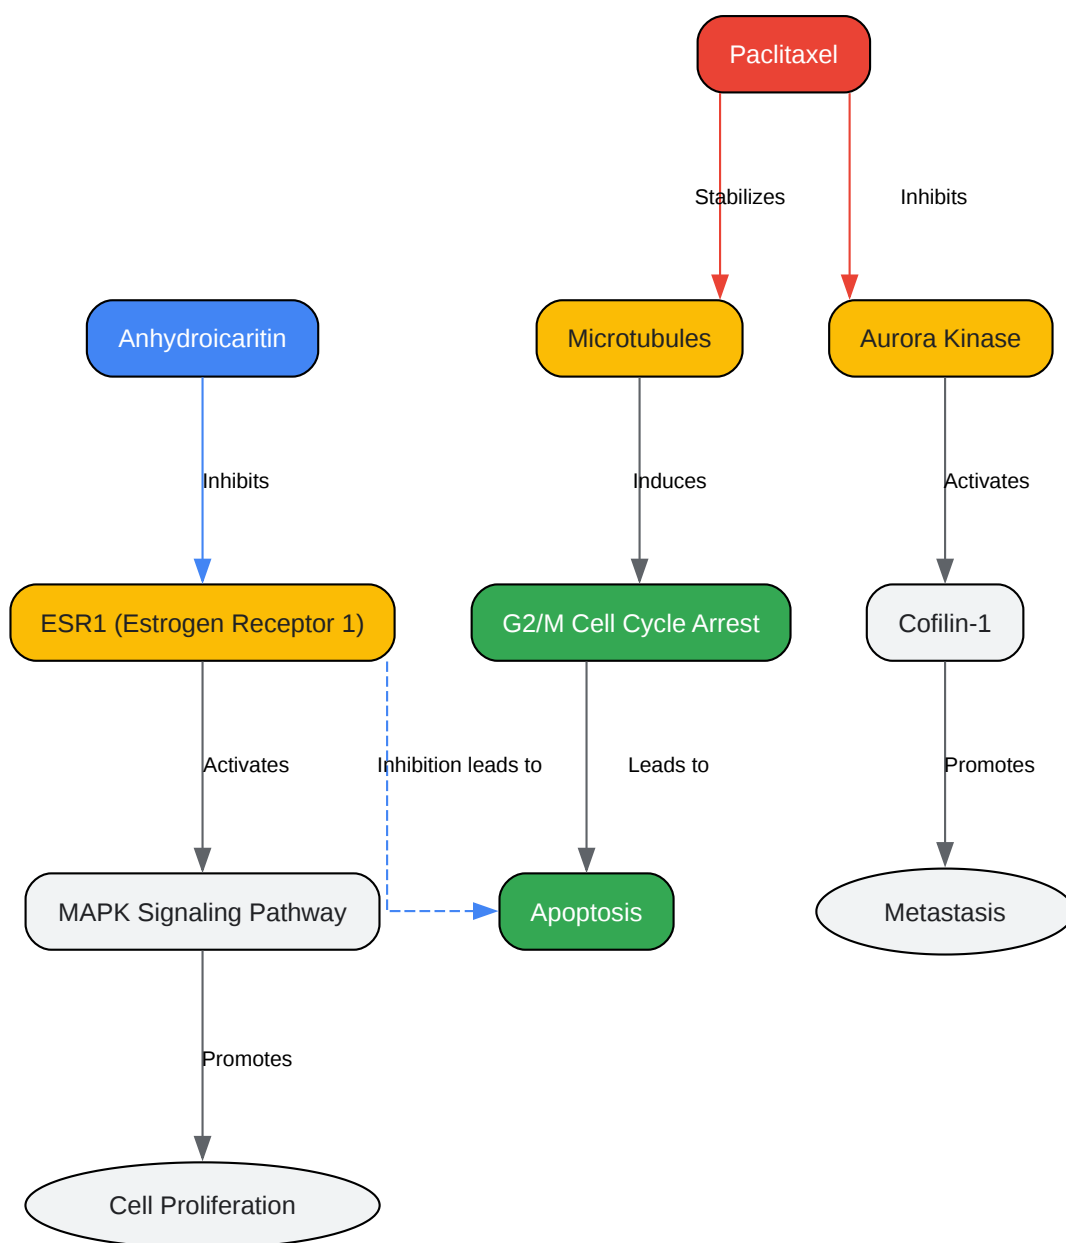 Paclitaxel
Stabilizes
Inhibits
Anhydroicaritin
Microtubules
Aurora Kinase
Inhibits
Induces
Activates
ESR1 (Estrogen Receptor 1)
G2/M Cell Cycle Arrest
Cofilin-1
Activates
Inhibition leads to
Leads to
Promotes
MAPK Signaling Pathway
Apoptosis
Metastasis
Promotes
Cell Proliferation